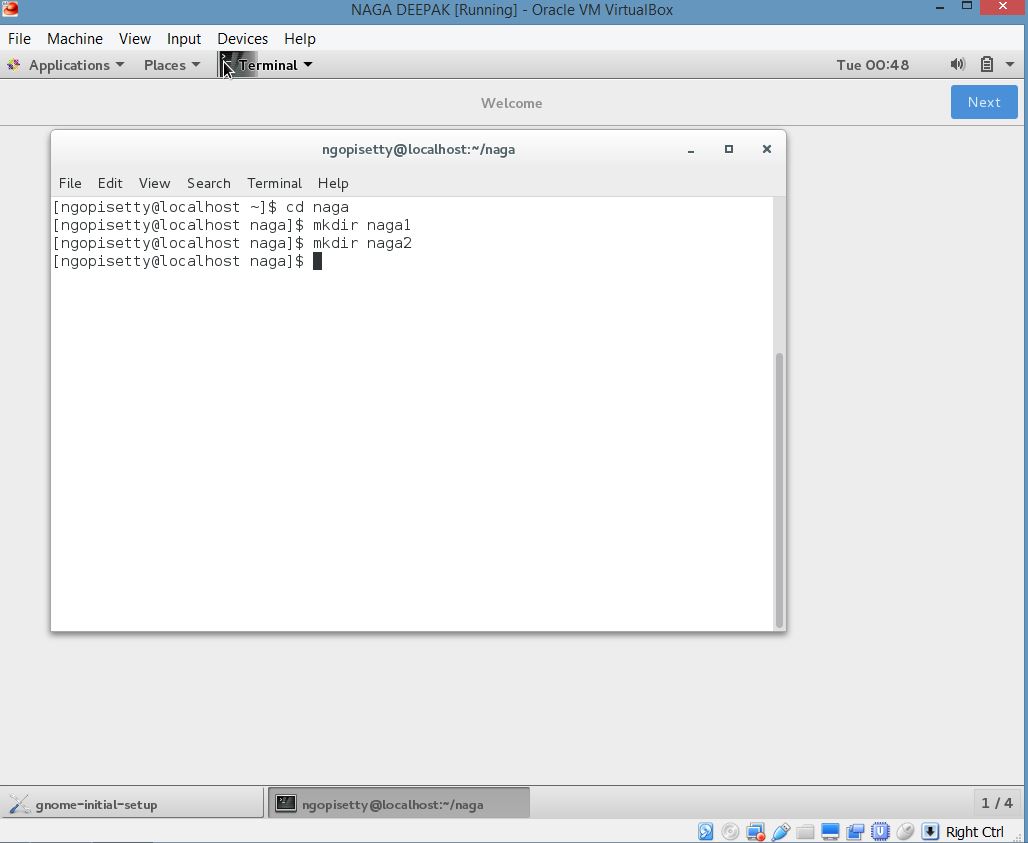 NAGA DEEPAK [Running] - Oracle VM VirtualBox
File Machine View Input Devices Help
Applications Places Terminal Tue 00:48
Welcome Next
ngopisetty@localhost:~/naga
File Edit View Search Terminal Help
[ngopisetty@localhost ~]$ cd naga
[ngopisetty@localhost naga]$ mkdir naga1
[ngopisetty@localhost naga]$ mkdir naga2
[ngopisetty@localhost naga]$
gnome-initial-setup ngopisetty@localhost:~/naga 1 / 4
Right Ctrl